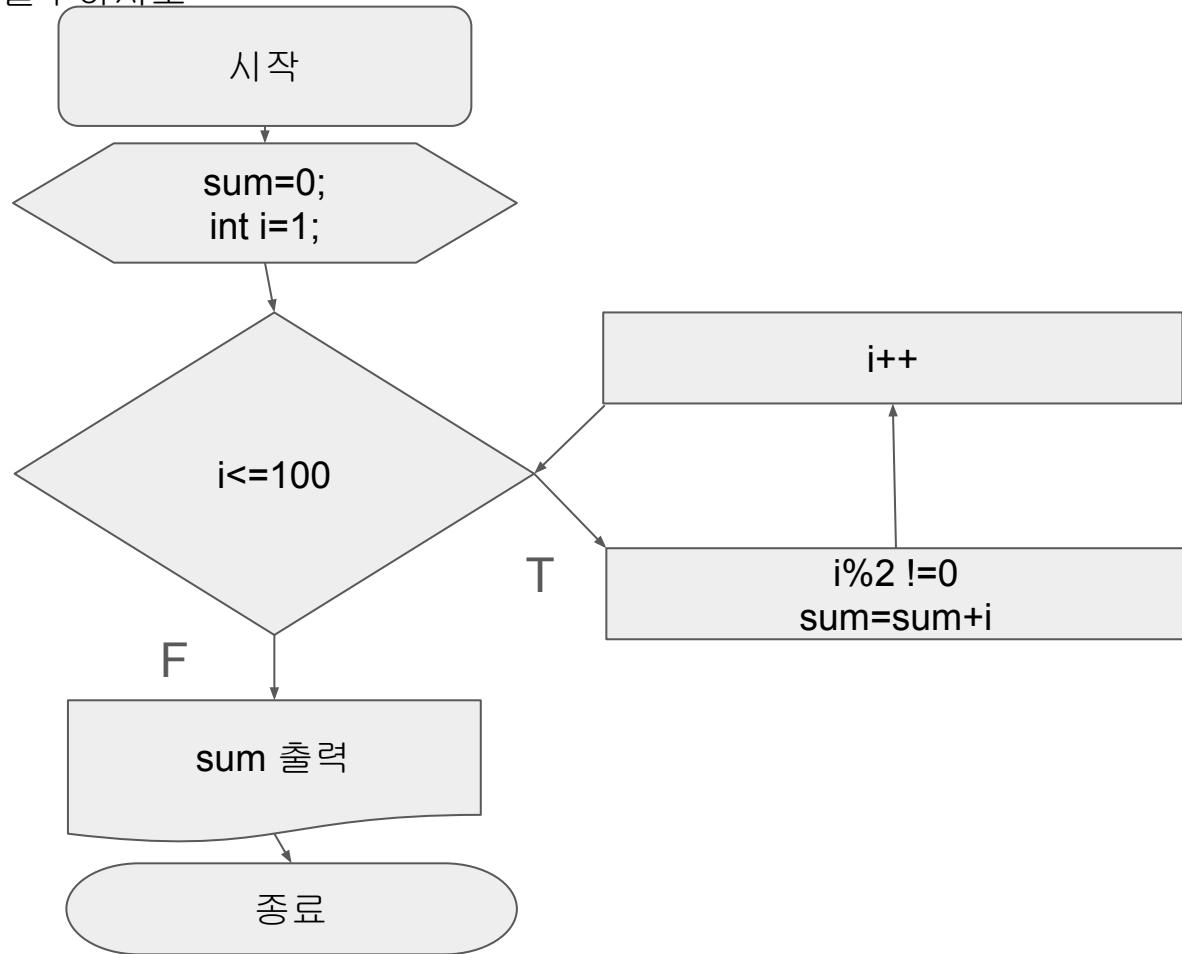 시작
sum=0;
int i=1;
i<=100
i++
T
i%2 !=0
sum=sum+i
F
sum 출력
종료